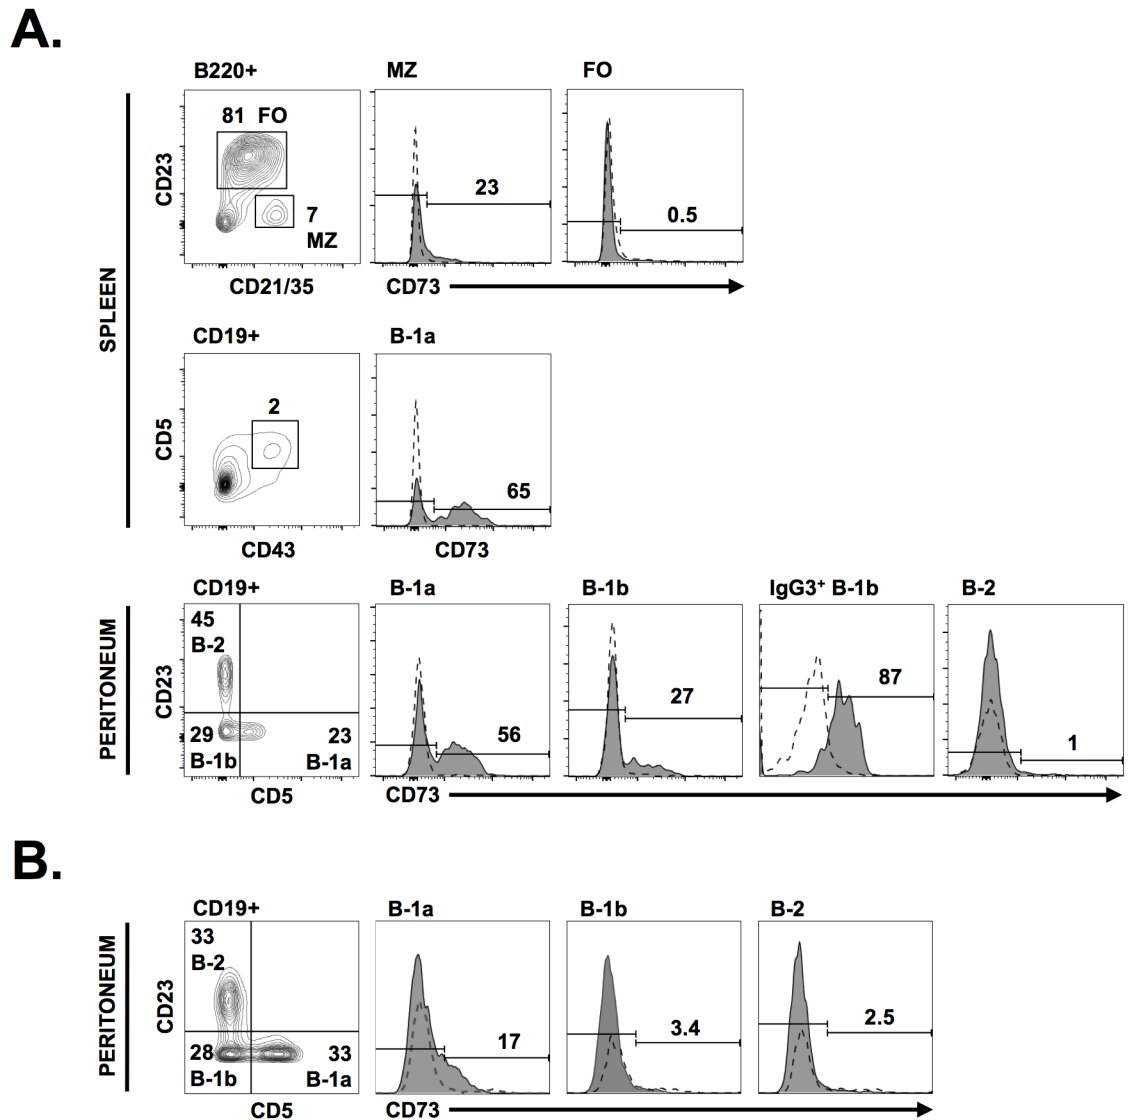 A.
B220+
MZ
FO
SPLEEN
CD23
81 FO
7
MZ
23
0.5
CD21/35
CD73
CD19+
B-1a
CD5
2
65
CD43
CD73
CD19+
B-1a
B-1b
IgG3+ B-1b
B-2
PERITONEUM
CD23
45
B-2
29
B-1b
23
B-1a
56
27
87
1
CD5
CD73
B.
CD19+
B-1a
B-1b
B-2
PERITONEUM
CD23
33
B-2
28
B-1b
33
B-1a
17
3.4
2.5
CD5
CD73